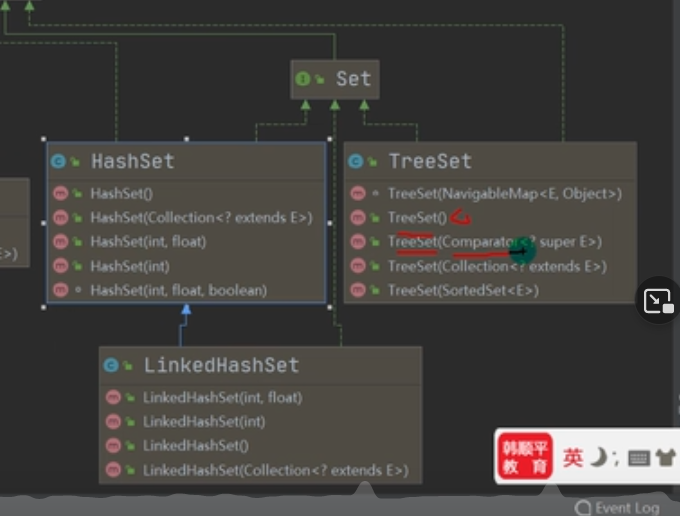 Set
HashSet
HashSet()
HashSet(Collection<? extends E>)
HashSet(int, float)
HashSet(int)
HashSet(int, float, boolean)
TreeSet
TreeSet(NavigableMap<E, Object>)
TreeSet()
TreeSet(Comparator<? super E>)
TreeSet(Collection<? extends E>)
TreeSet(SortedSet<E>)
E>)
LinkedHashSet
LinkedHashSet(int, float)
LinkedHashSet(int)
LinkedHashSet()
LinkedHashSet(Collection<? extends E>)
韩顺平
教 育
英
Event Log